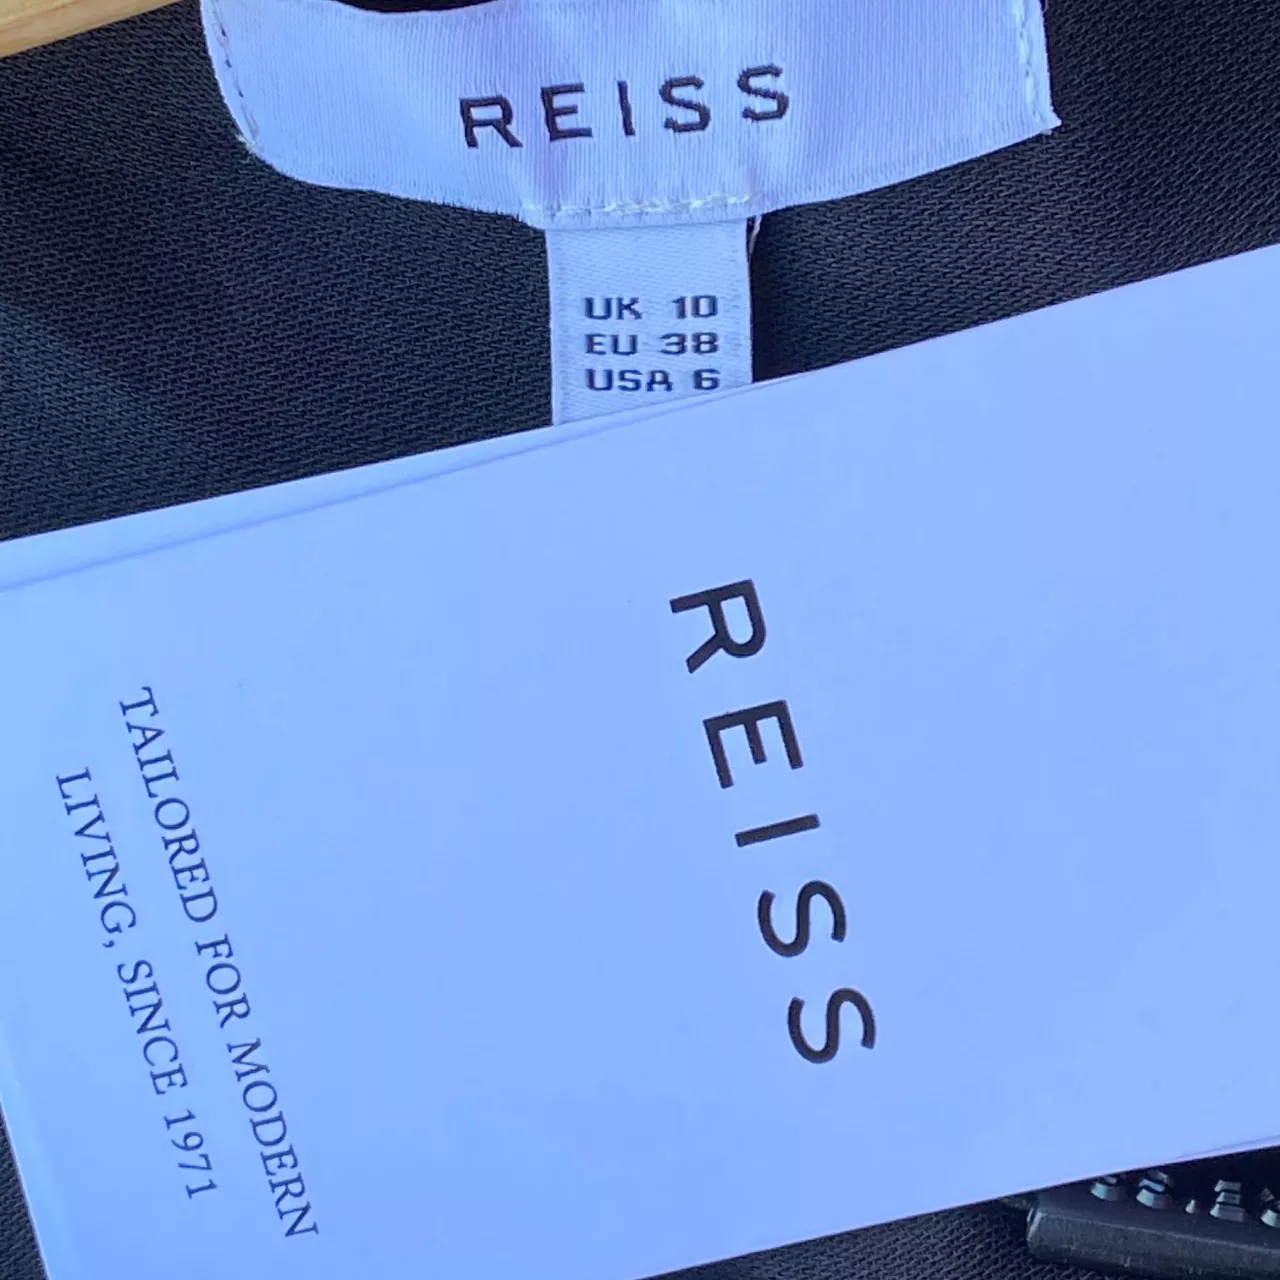 REISS
UK 10
EU 38
USA 6
REISS
TAILORED FOR MODERN
LIVING, SINCE 1971